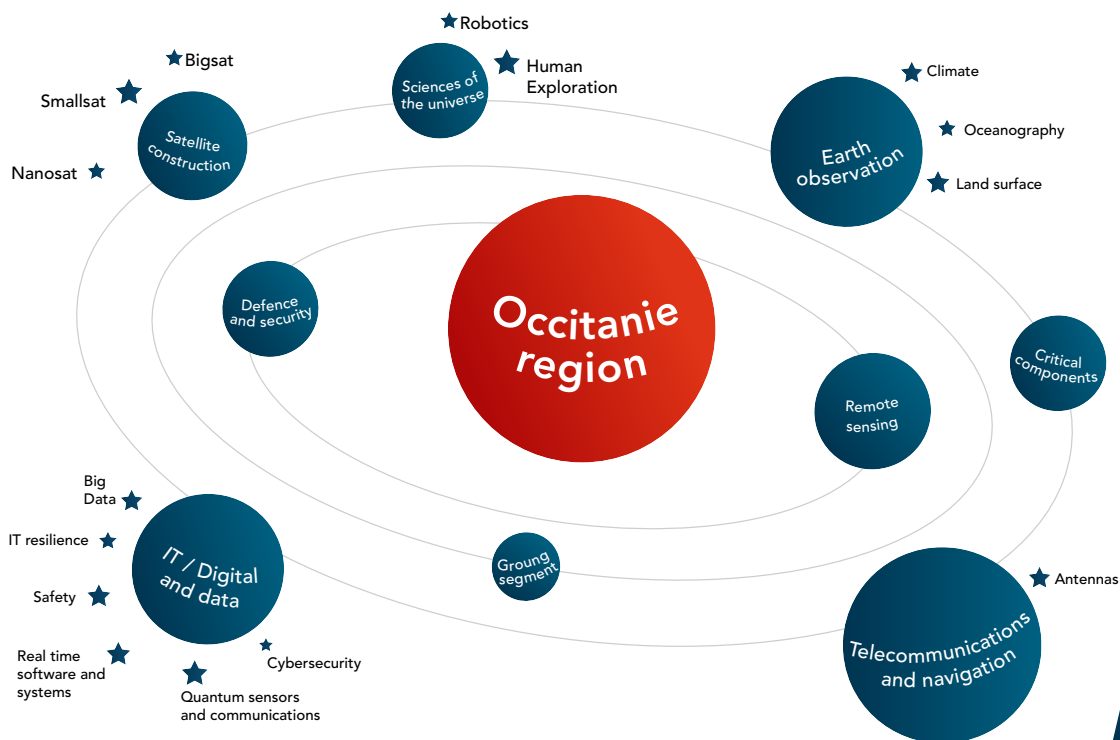 Robotics
Bigsat
Human
Exploration
Sciences of
the universe
Climate
Smallsat
Satellite
construction
Earth
observation
Oceanography
Nanosat
Land surface
Defence
and security
Occitanie
region
Critical
components
Remote
sensing
Big
Data
IT resilience
IT / Digital
and data
Groung
segment
Safety
Antennas
Real time
software and
systems
Cybersecurity
Quantum sensors
and communications
Telecommunications
and navigation